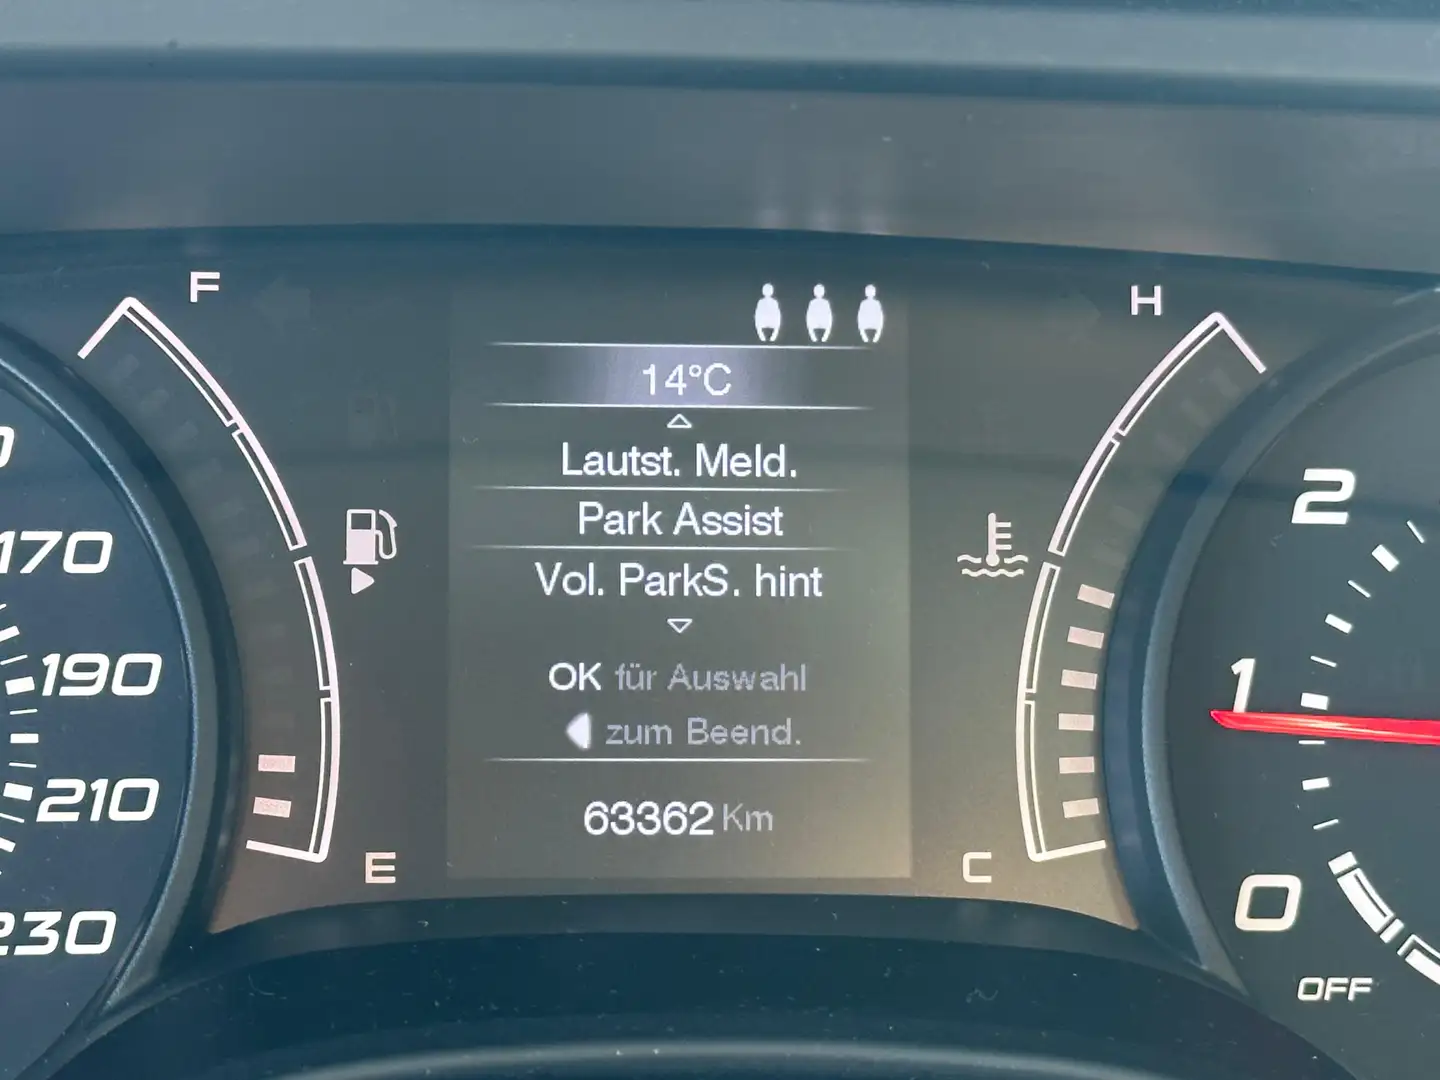 F
H
14°C
Lautst. Meld.
Park Assist
Vol. ParkS. hint
OK für Auswahl
zum Beend.
63362 Km
E
C
170
190
210
230
2
1
0
OFF